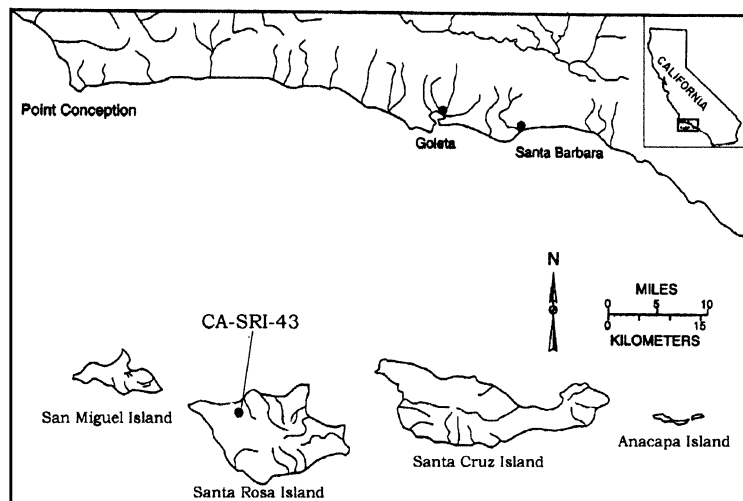 CALIFORNIA
Point Conception
Goleta
Santa Barbara
N
MILES
0 5 10
0 15
KILOMETERS
CA-SRI-43
San Miguel Island
Santa Rosa Island
Santa Cruz Island
Anacapa Island